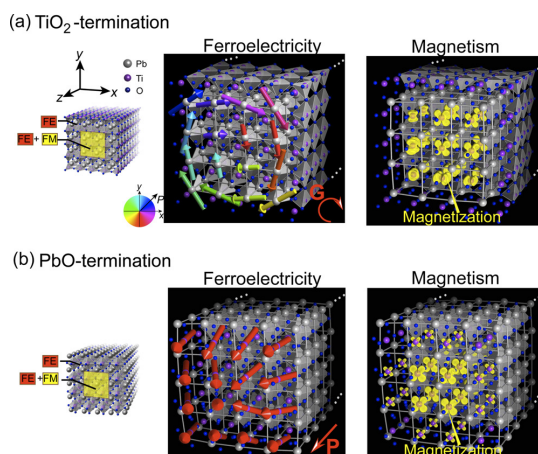 (a) TiO₂-termination
Ferroelectricity
Magnetism
y
z
x
Pb
Ti
O
FE
FE + FM
y
P
x
G
Magnetization
(b) PbO-termination
Ferroelectricity
Magnetism
FE
FE + FM
P
Magnetization